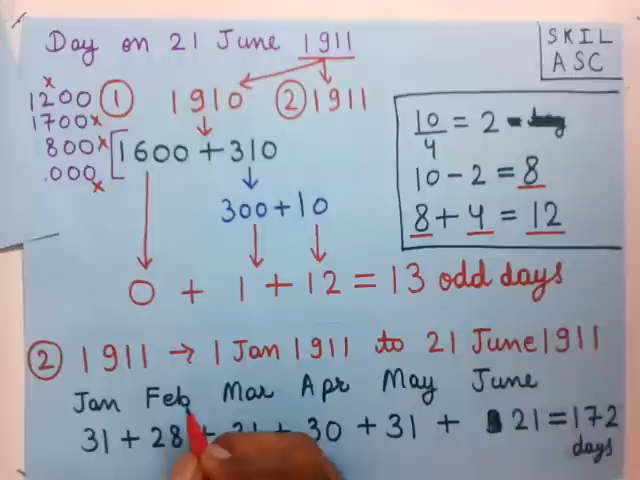 Day on 21 June 1911
SKIL
ASC
1200 x
1700 x
800 x
.000 x
① 1910 ② 1911
1600 + 310
300 + 10
0 + 1 + 12 = 13 odd days
10/4 = 2
10 - 2 = 8
8 + 4 = 12
② 1911 → 1 Jan 1911 to 21 June 1911
Jan Feb Mar Apr May June
31 + 28 + 31 + 30 + 31 + 21 = 172
days